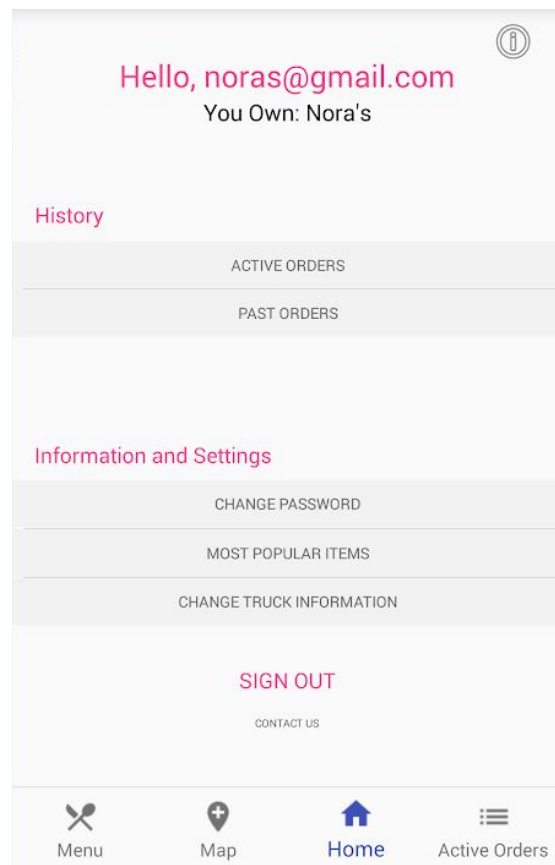 Hello, noras@gmail.com
You Own: Nora's
History
ACTIVE ORDERS
PAST ORDERS
Information and Settings
CHANGE PASSWORD
MOST POPULAR ITEMS
CHANGE TRUCK INFORMATION
SIGN OUT
CONTACT US
Menu
Map
Home
Active Orders